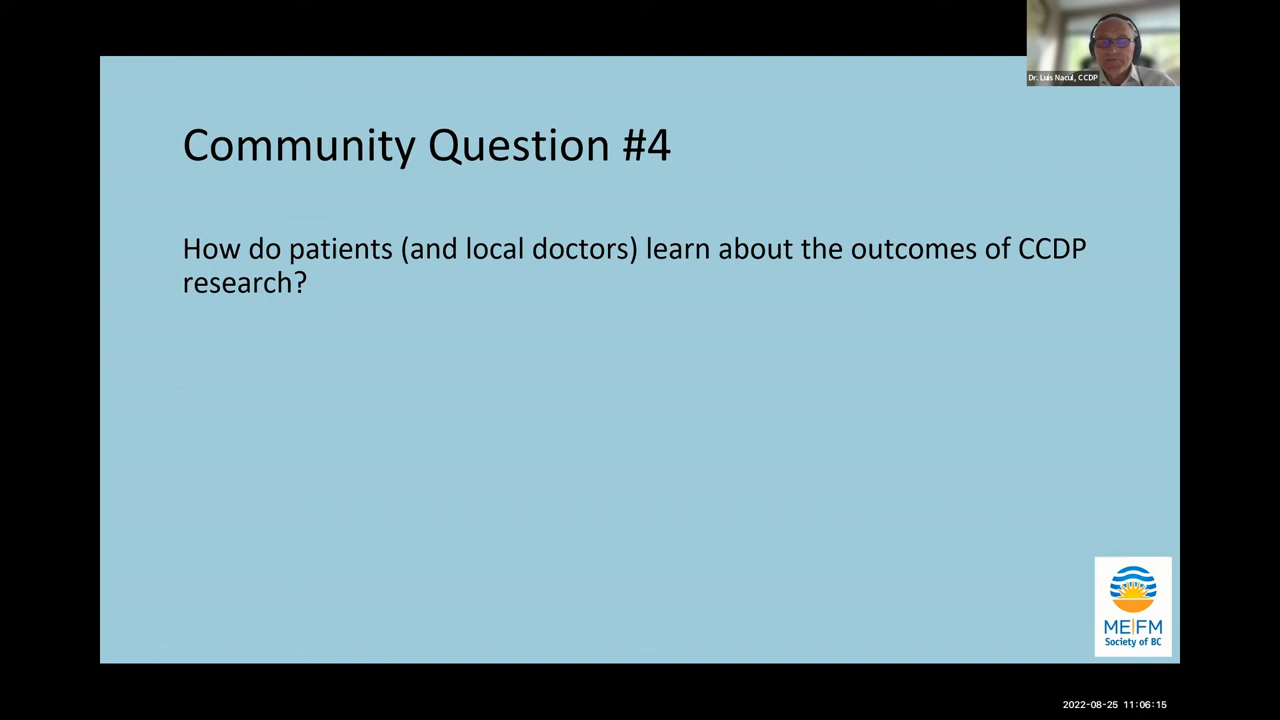 Dr. Luis Nacul, CCDP
Community Question #4
How do patients (and local doctors) learn about the outcomes of CCDP
research?
ME|FM
Society of BC
2022-08-25 11:06:15